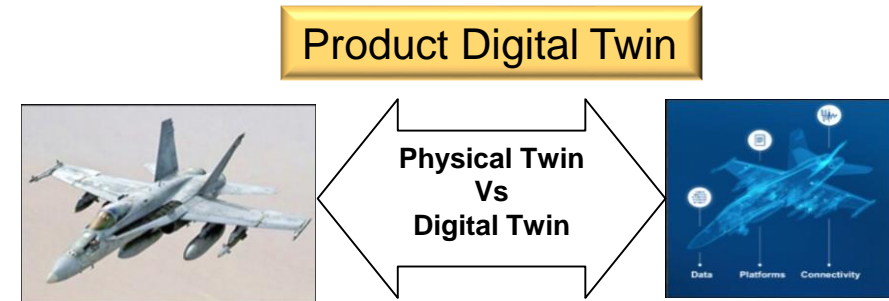 Product Digital Twin
Physical Twin
Vs
Digital Twin
Data Platforms Connectivity